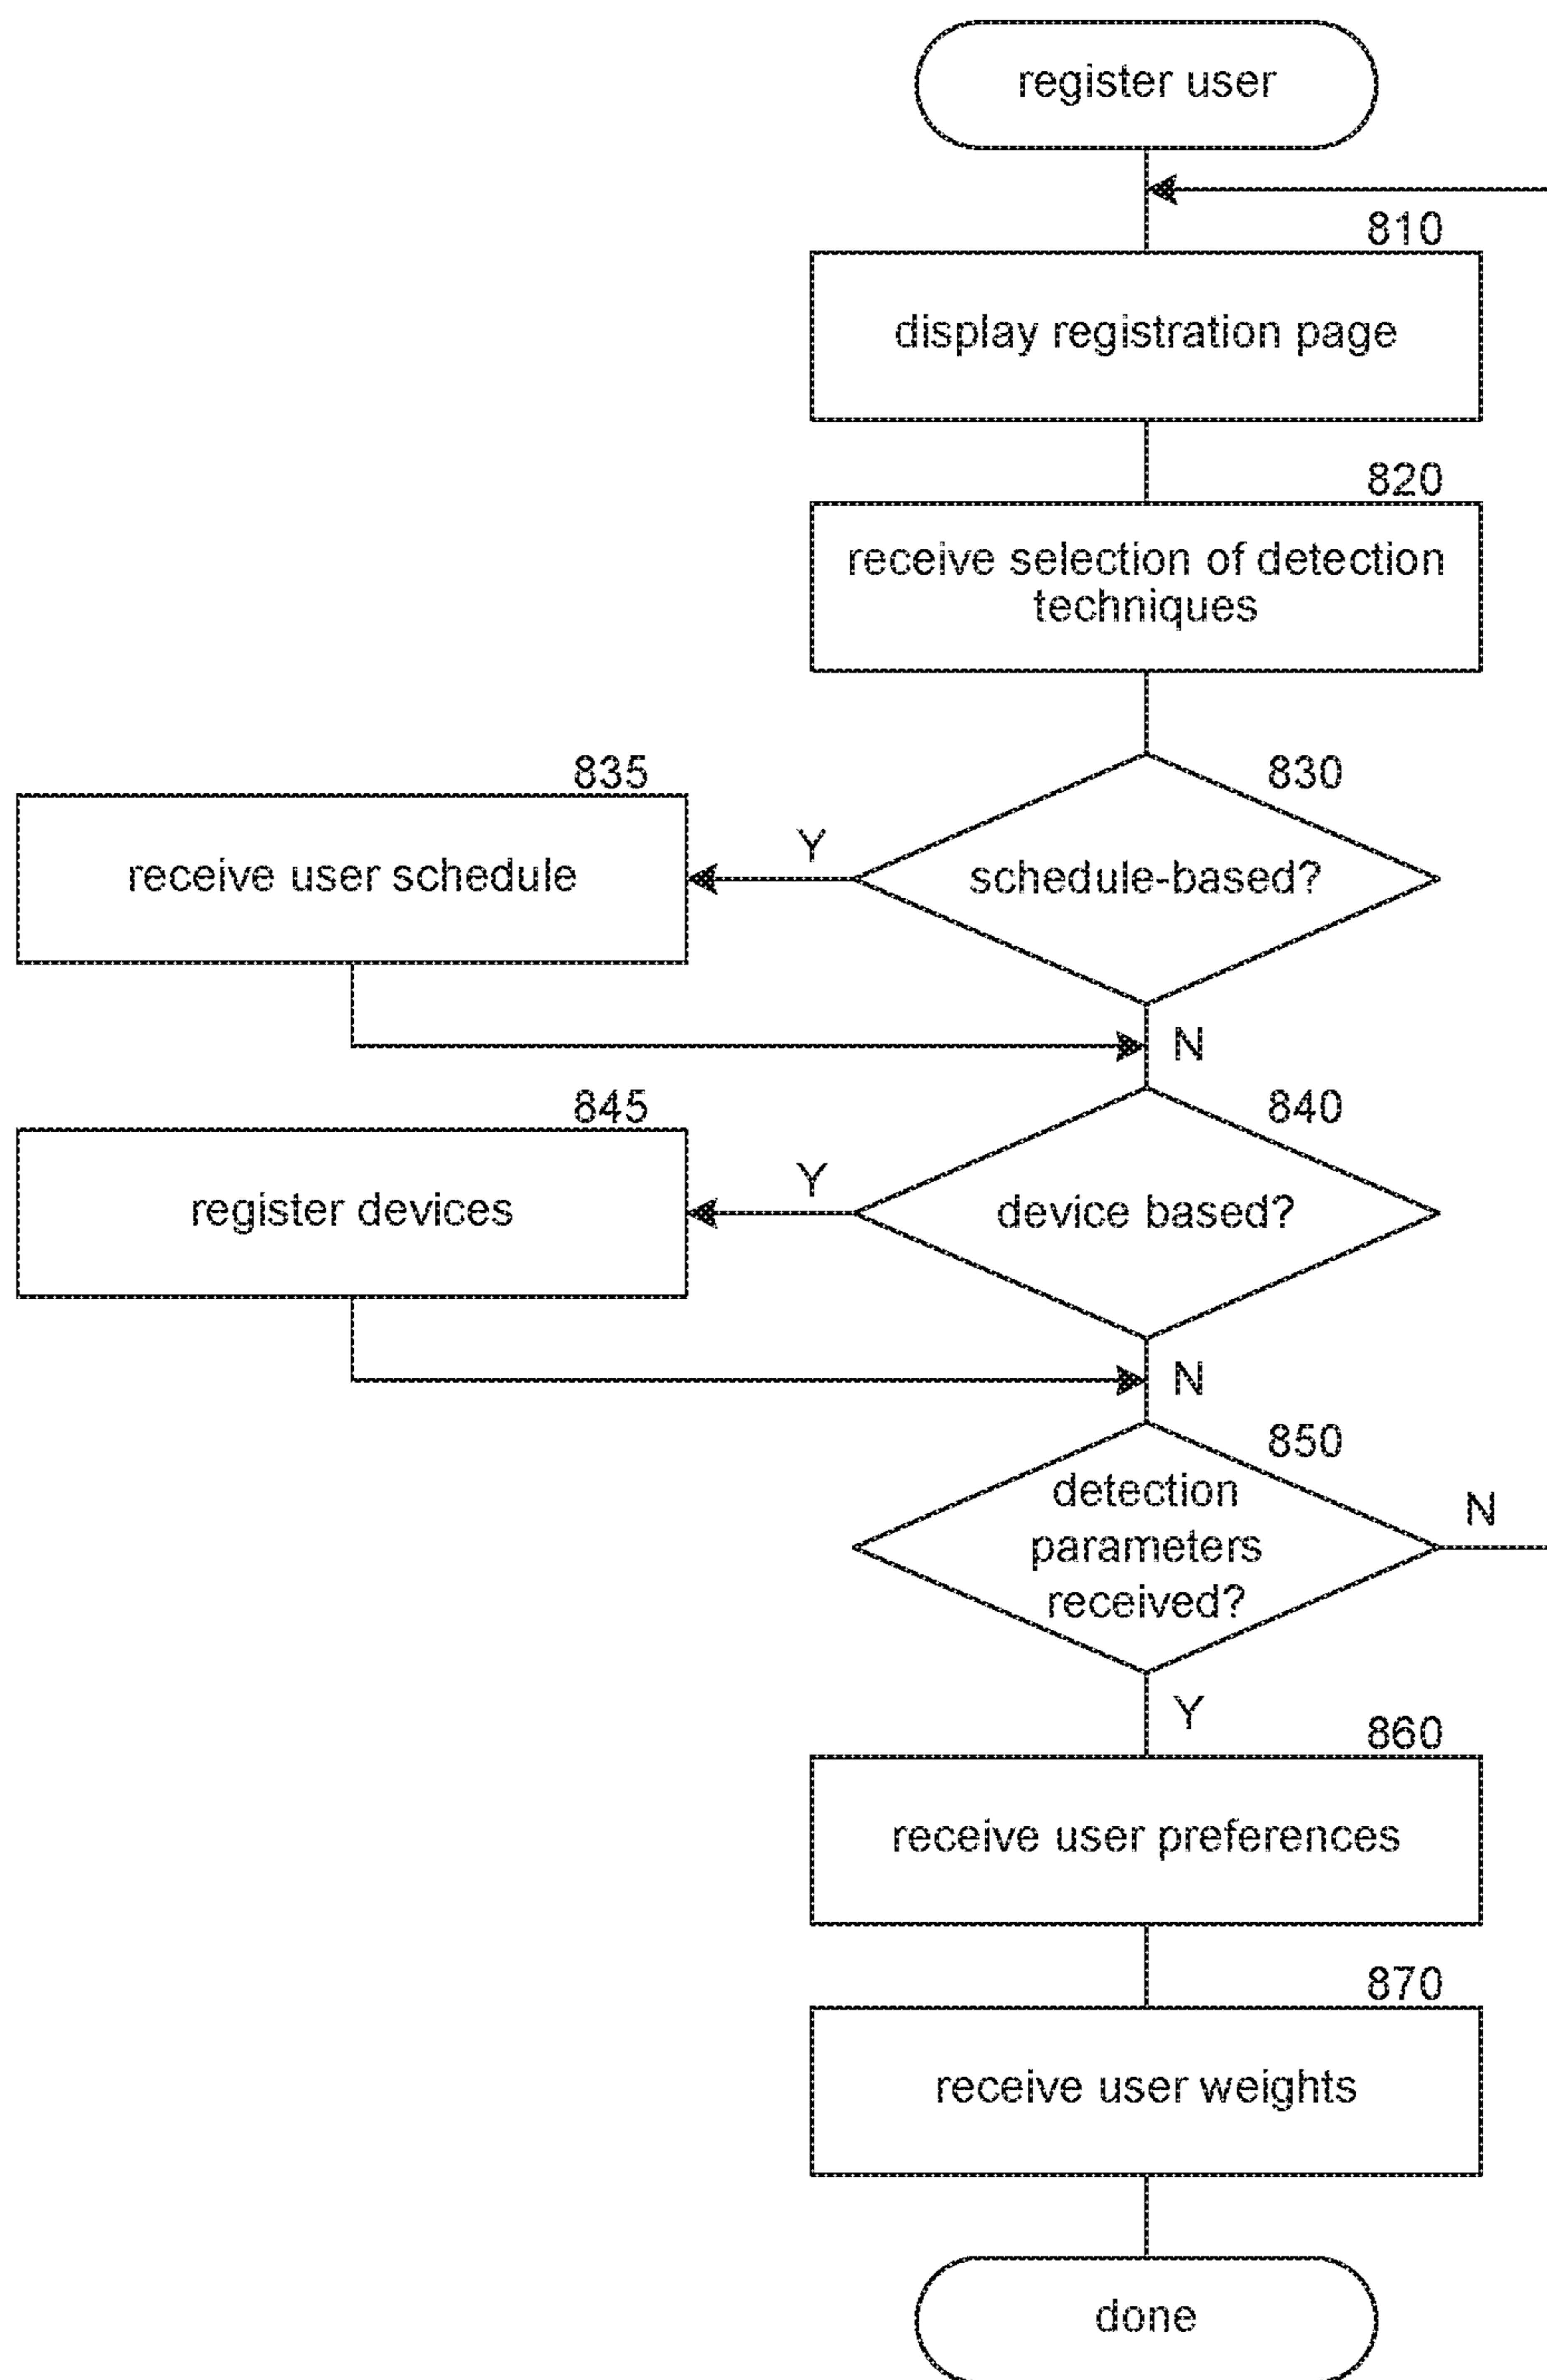 register user
810
display registration page
820
receive selection of detection
techniques
830
schedule-based?
Y
835
receive user schedule
N
840
device based?
Y
845
register devices
N
850
detection
parameters
received?
N
Y
860
receive user preferences
870
receive user weights
done